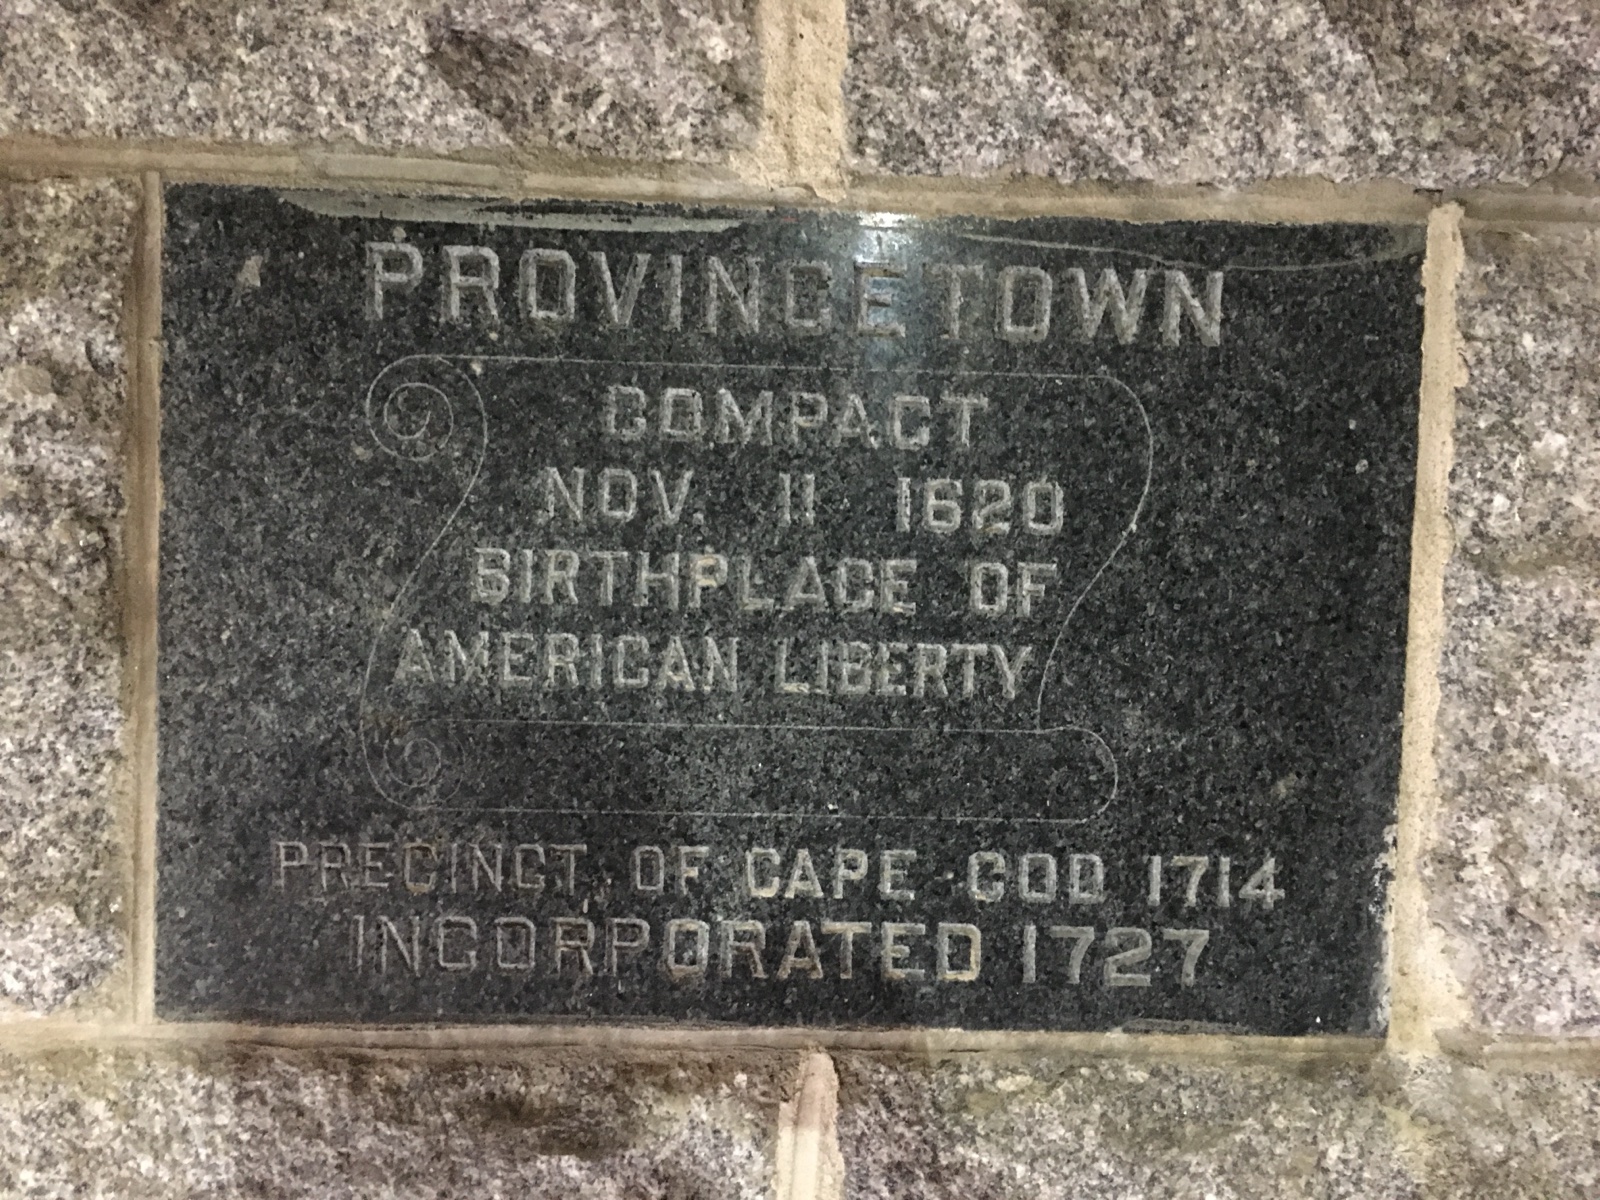 PROVINCETOWN
COMPACT
NOV. 11 1620
BIRTHPLACE OF
AMERICAN LIBERTY
PRECINCT OF CAPE COD 1714
INCORPORATED 1727